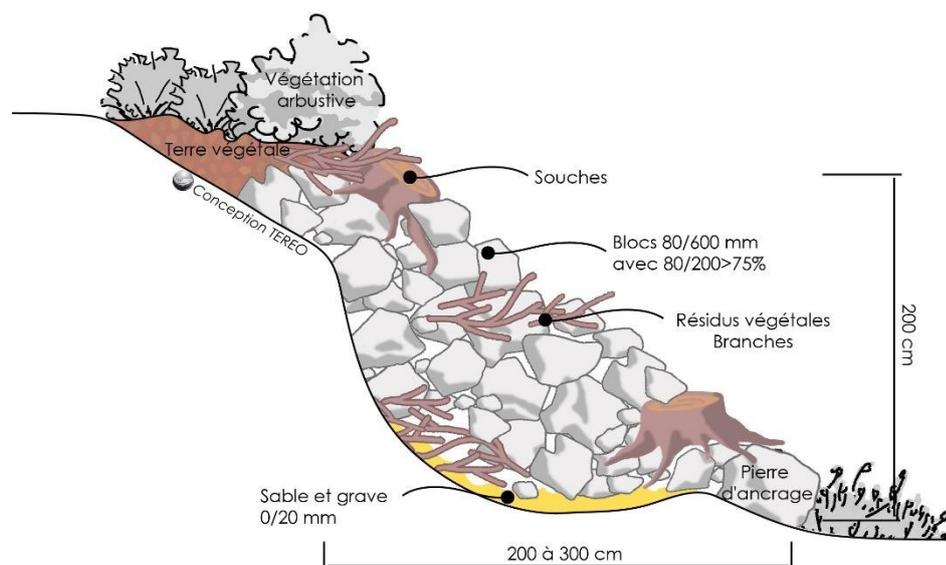 Végétation
arbustive
Terre végétale
Conception TEREO
Souches
Blocs 80/600 mm
avec 80/200>75%
Résidus végétales
Branches
200 cm
Pierre
d'ancrage
Sable et grave
0/20 mm
200 à 300 cm